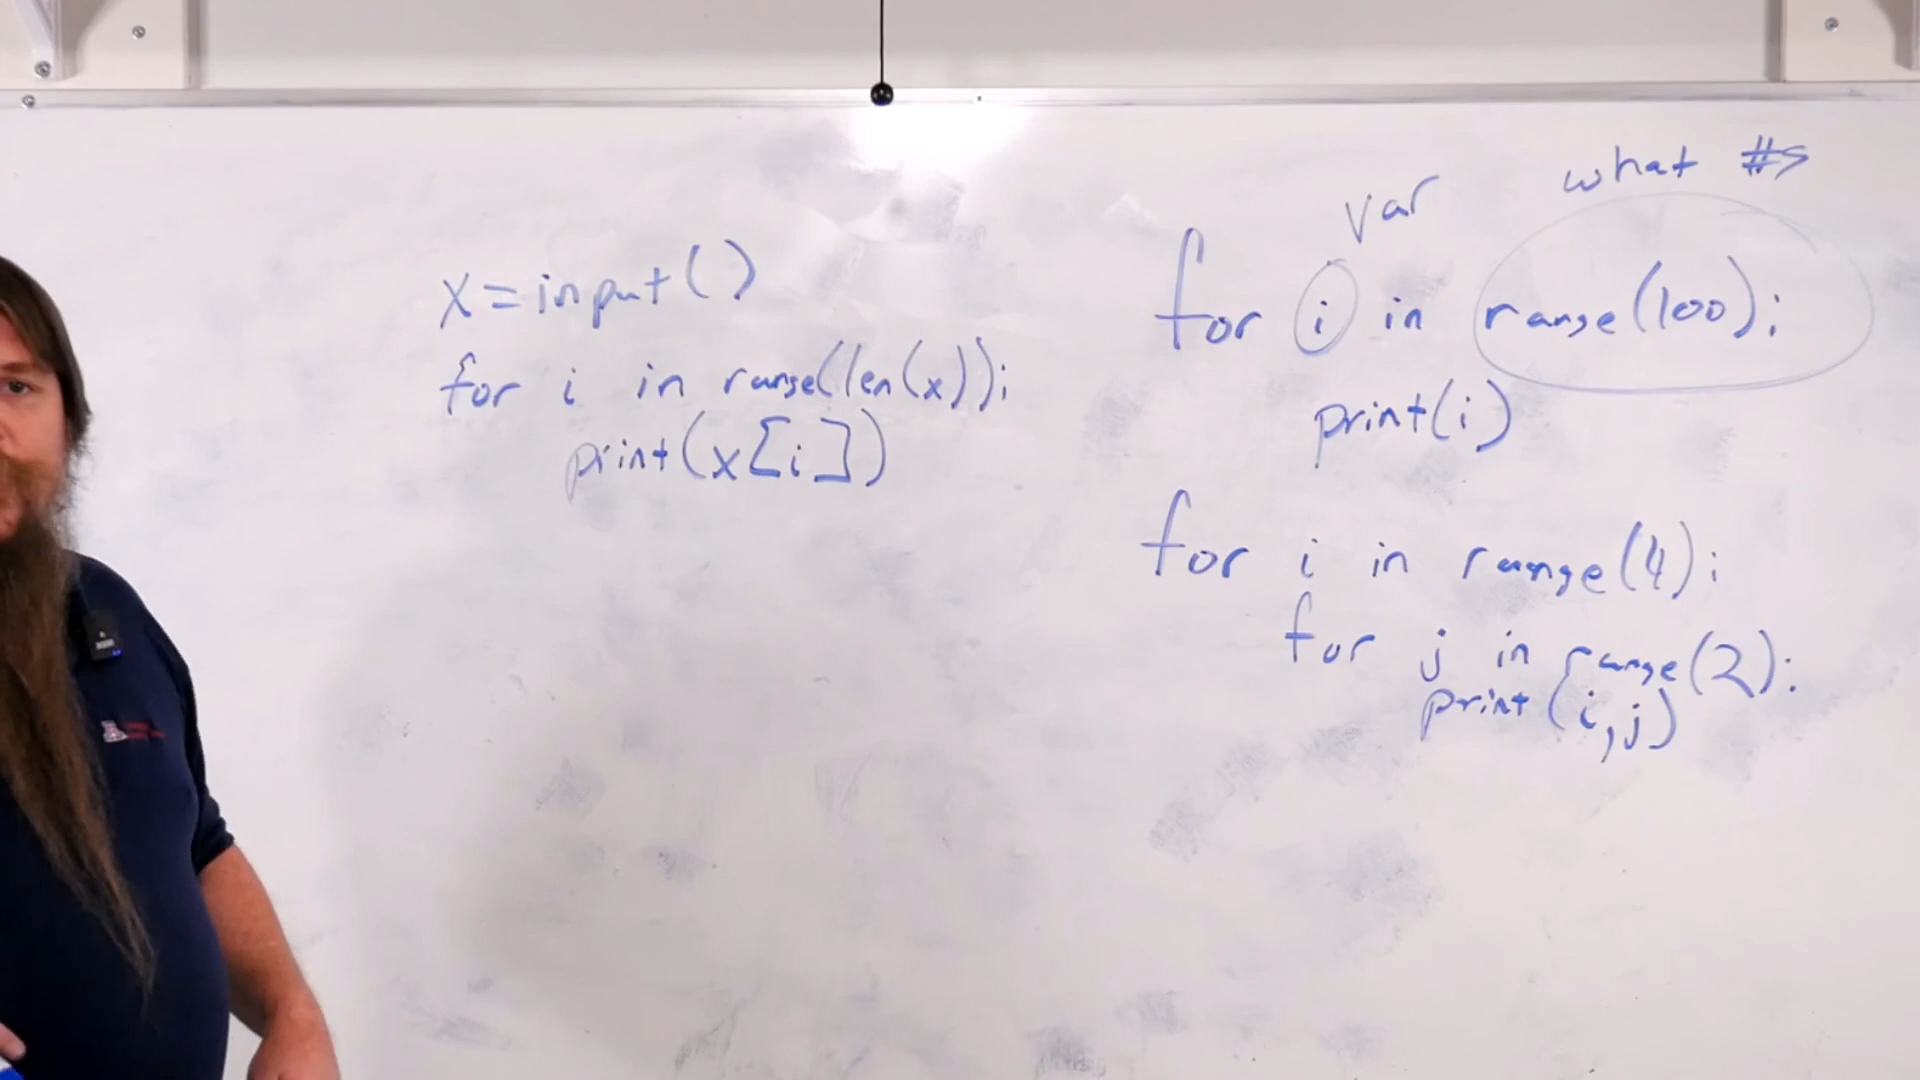 x=input()
for i in range(len(x)):
print(x[i])
var
what #s
for i in range(100):
print(i)
for i in range(4):
for j in range(2):
print(i,j)